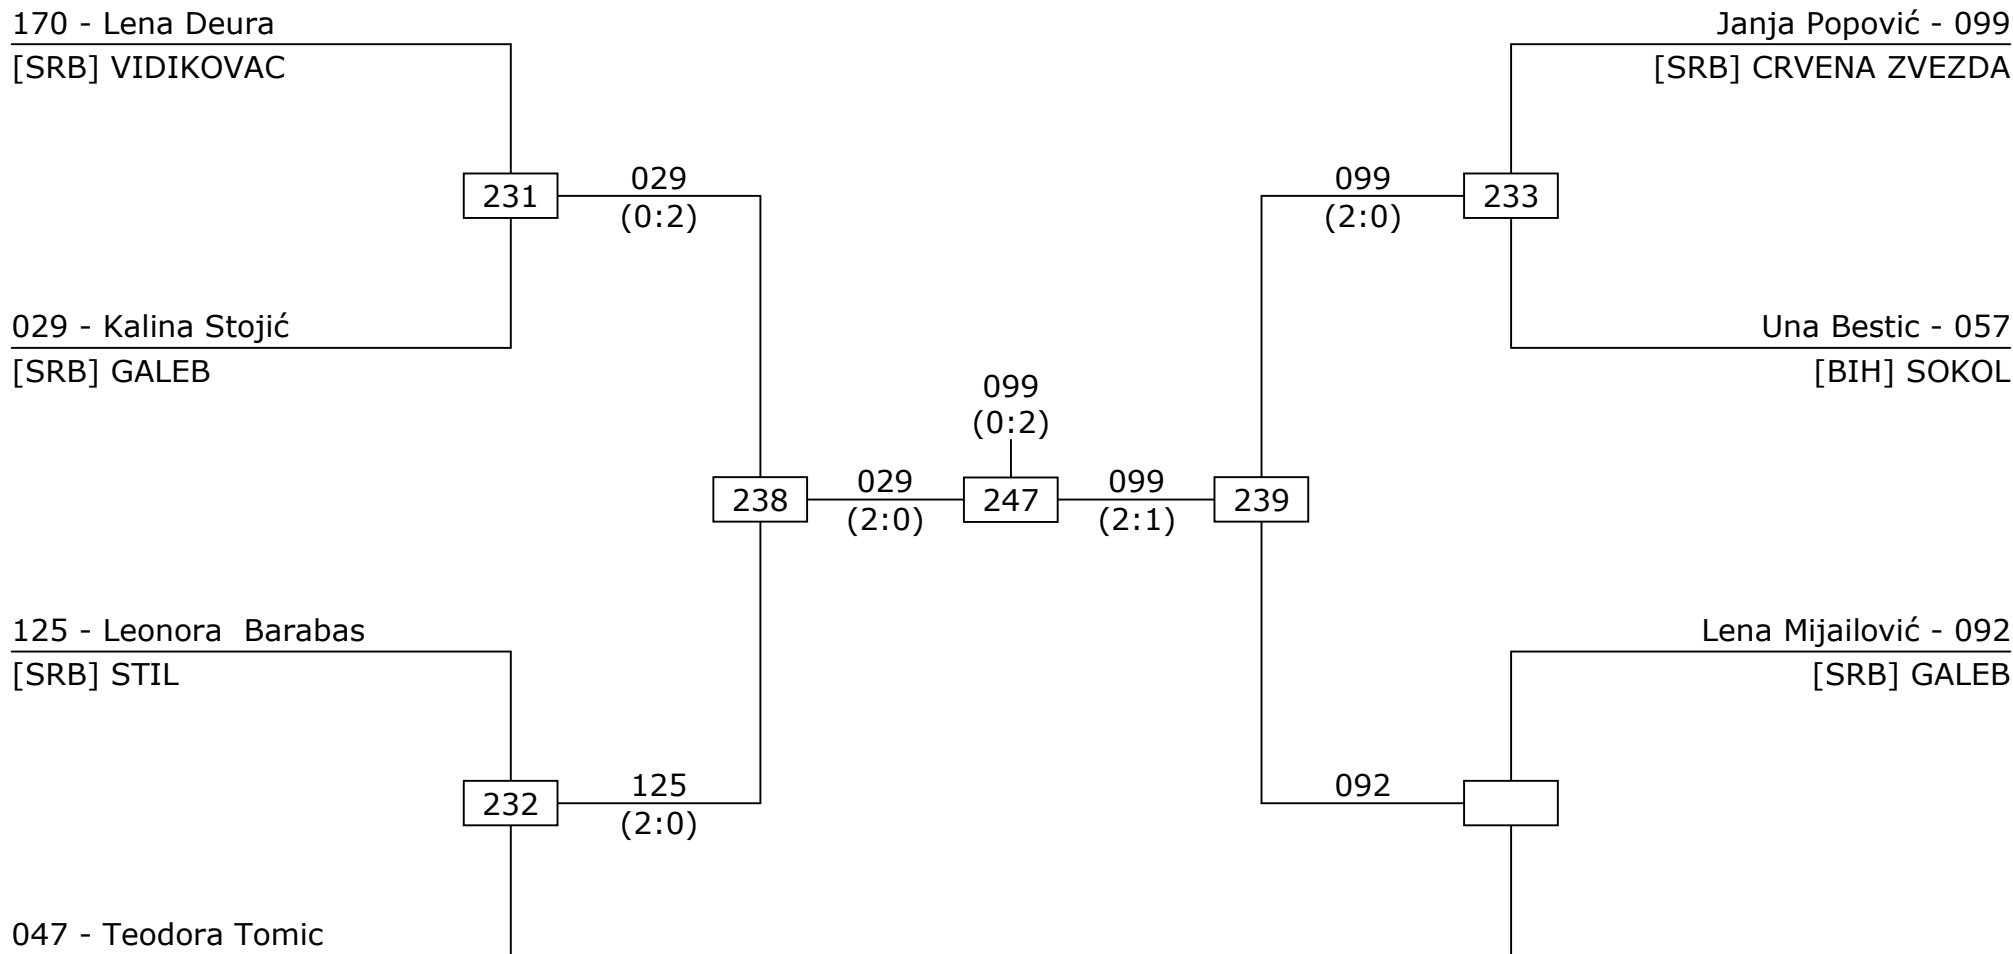 170 - Lena Deura
[SRB] VIDIKOVAC
231
029
(0:2)
029 - Kalina Stojić
[SRB] GALEB
238
029
(2:0)
125 - Leonora  Barabas
[SRB] STIL
232
125
(2:0)
047 - Teodora Tomic
099
(0:2)
247
Janja Popović - 099
[SRB] CRVENA ZVEZDA
099
(2:0)
233
Una Bestic - 057
[BIH] SOKOL
099
(2:1)
239
Lena Mijailović - 092
[SRB] GALEB
092